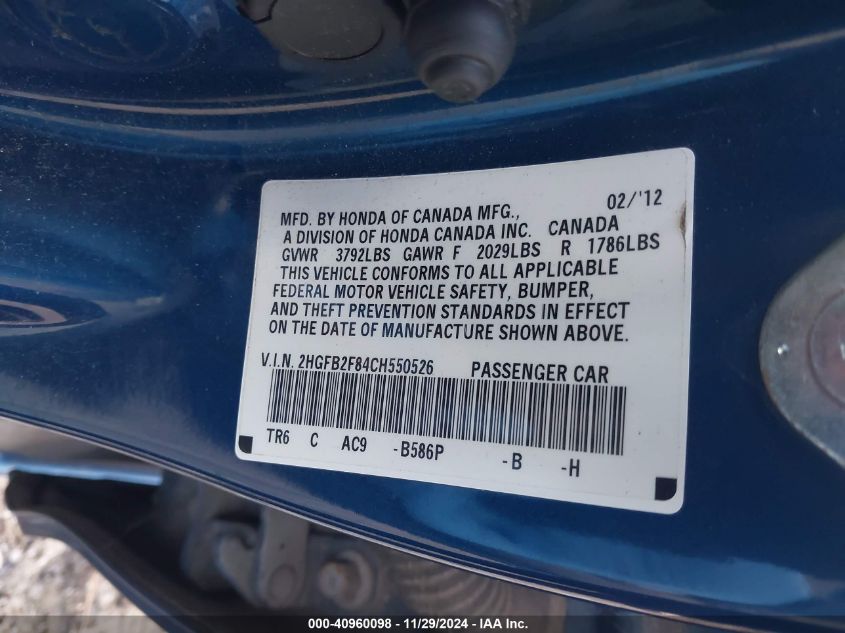 02/'12
MFD. BY HONDA OF CANADA MFG.,
A DIVISION OF HONDA CANADA INC. CANADA
GVWR 3792LBS GAWR F 2029LBS R 1786LBS
THIS VEHICLE CONFORMS TO ALL APPLICABLE
FEDERAL MOTOR VEHICLE SAFETY, BUMPER,
AND THEFT PREVENTION STANDARDS IN EFFECT
ON THE DATE OF MANUFACTURE SHOWN ABOVE.
V.I.N. 2HGFB2F84CH550526 PASSENGER CAR
TR6 C AC9 -B586P -B -H
000-40960098 - 11/29/2024 - IAA Inc.